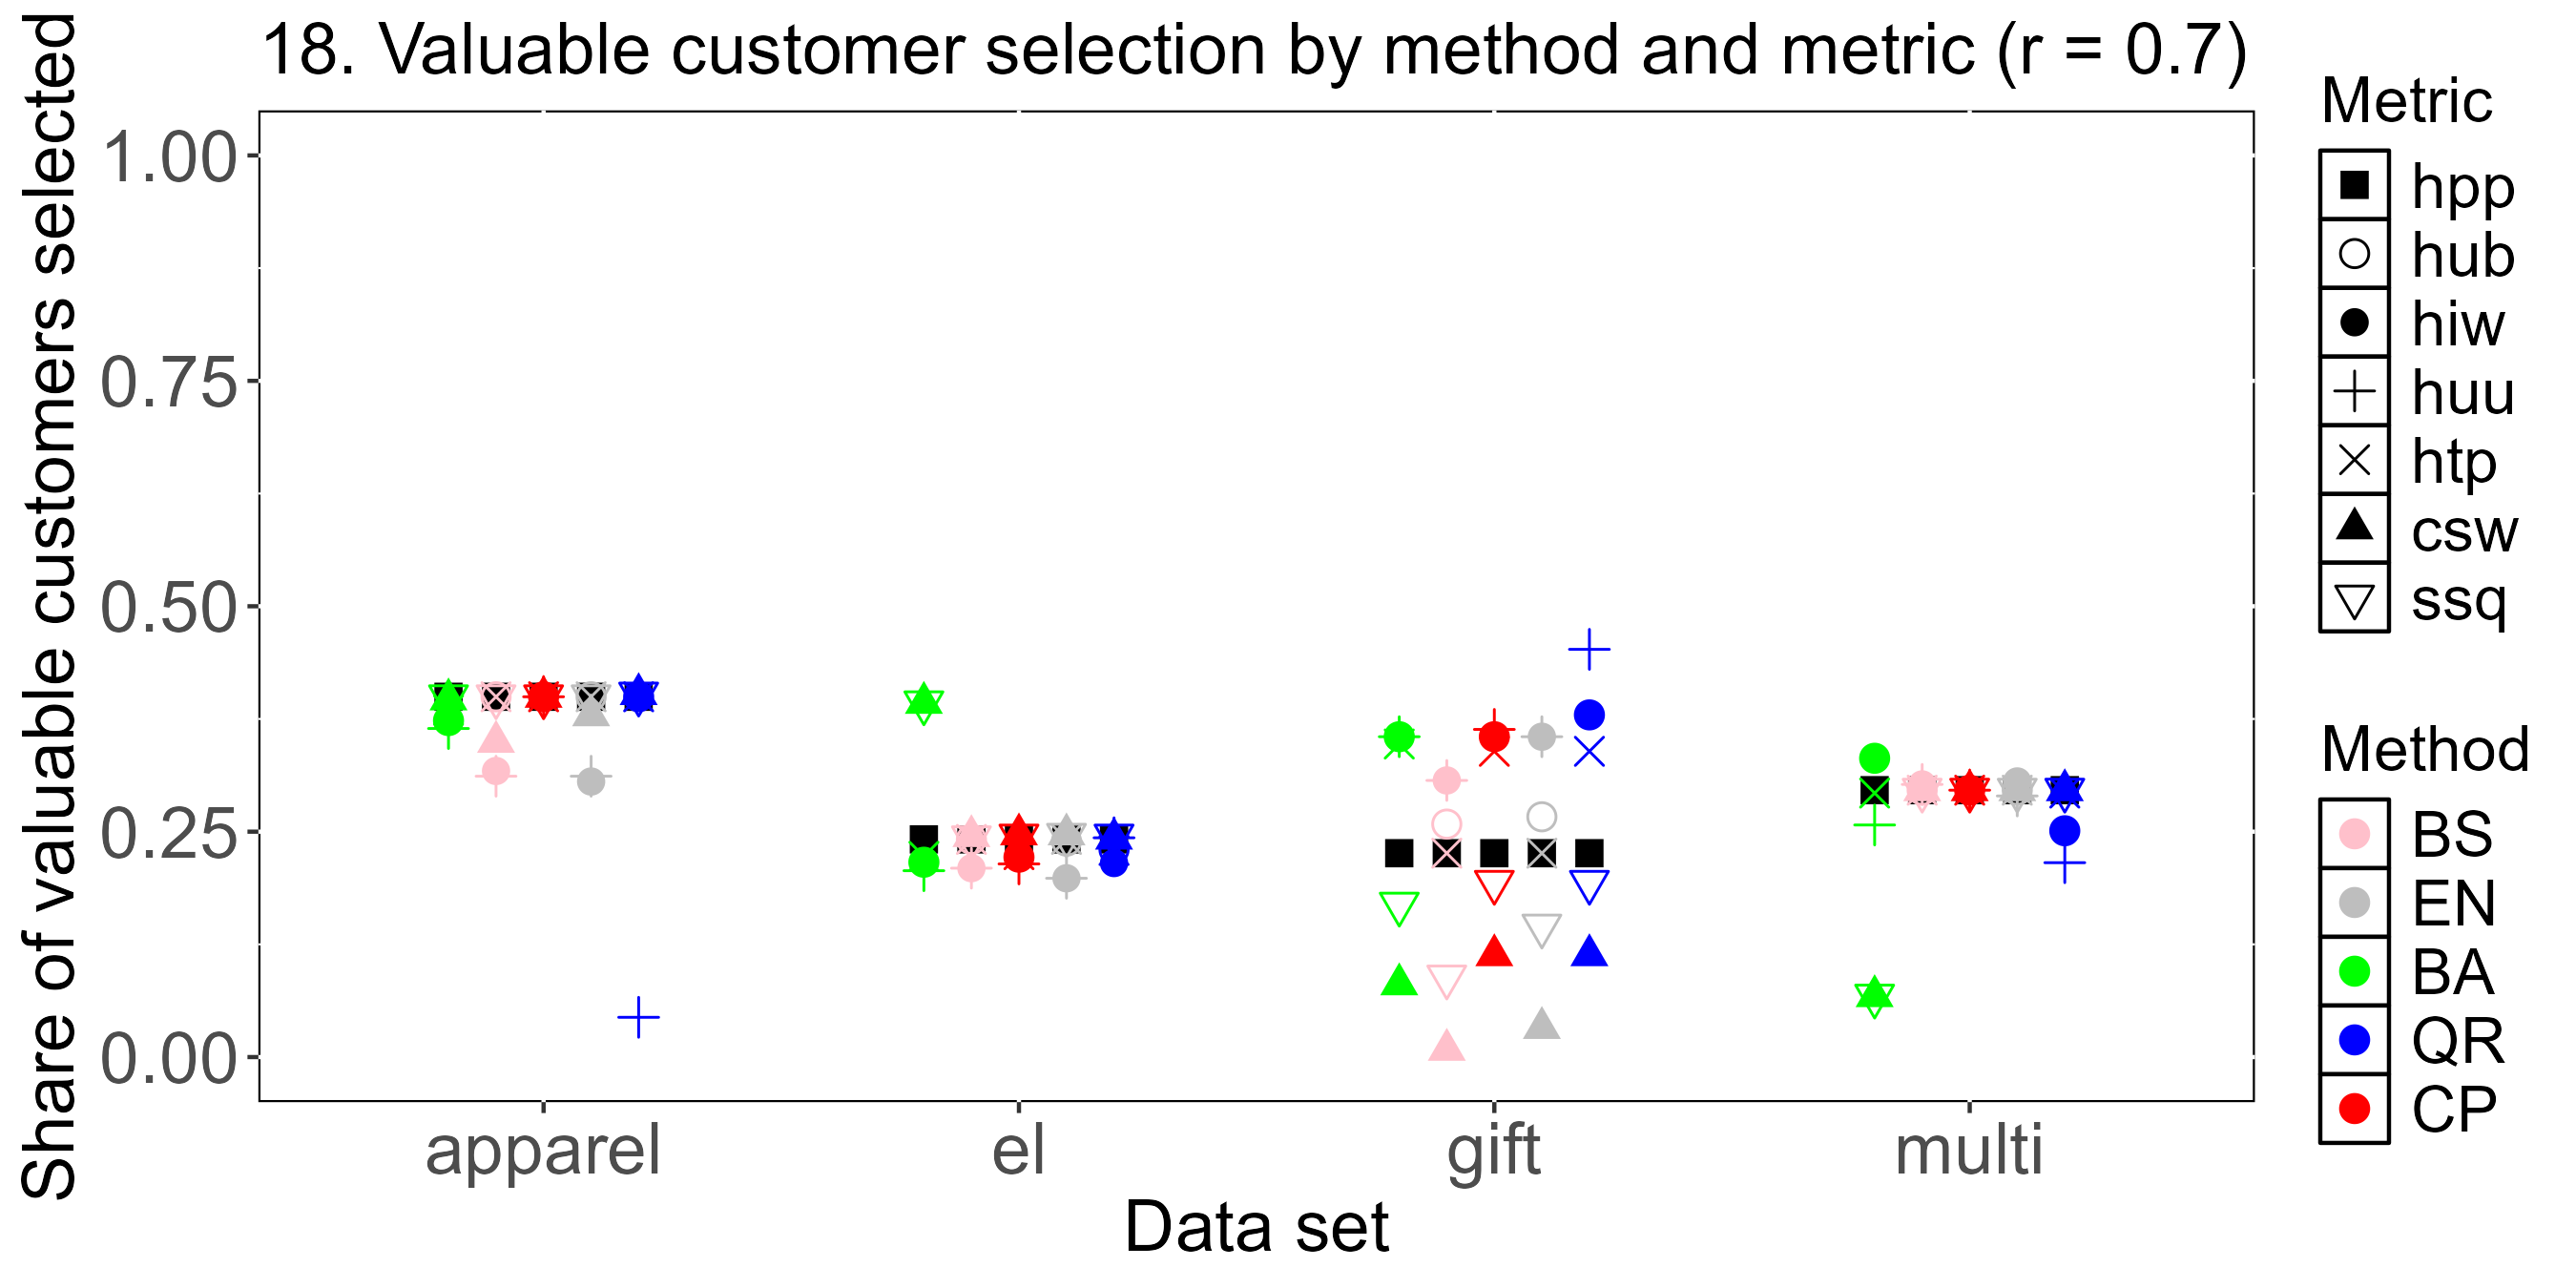 18. Valuable customer selection by method and metric (r = 0.7)
Share of valuable customers selected
1.00
0.75
0.50
0.25
0.00
apparel
el
gift
multi
Data set
Metric
hpp
hub
hiw
huu
htp
csw
ssq
Method
BS
EN
BA
QR
CP